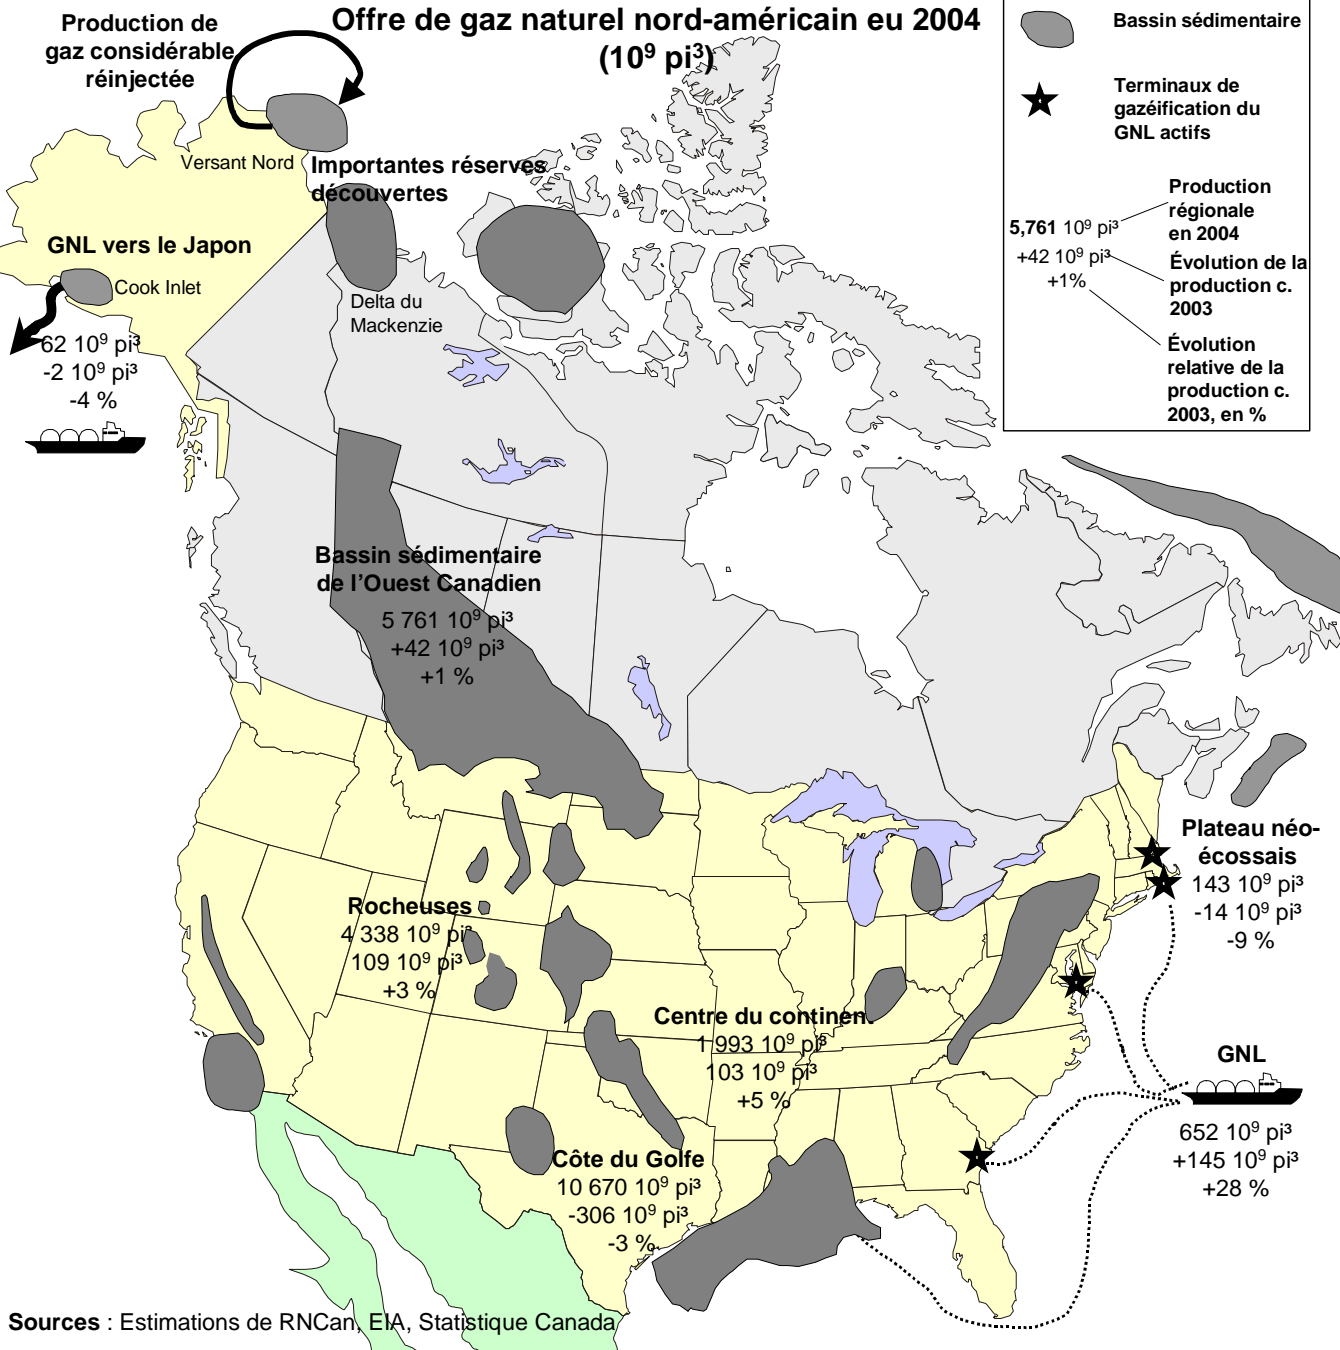 Offre de gaz naturel nord-américain eu 2004
(10⁹ pi³)
Production de
gaz considérable
réinjectée
Versant Nord
Importantes réserves
découvertes
GNL vers le Japon
Cook Inlet
62 10⁹ pi³
-2 10⁹ pi³
-4 %
Delta du
Mackenzie
Bassin sédimentaire
Terminaux de
gazéification du
GNL actifs
5,761 10⁹ pi³
+42 10⁹ pi³
+1%
Production
régionale
en 2004
Évolution de la
production c.
2003
Évolution
relative de la
production c.
2003, en %
Bassin sédimentaire
de l'Ouest Canadien
5 761 10⁹ pi³
+42 10⁹ pi³
+1 %
Plateau néo-
écossais
143 10⁹ pi³
-14 10⁹ pi³
-9 %
Rocheuses
4 338 10⁹ pi³
109 10⁹ pi³
+3 %
Centre du continent
1 993 10⁹ pi³
103 10⁹ pi³
+5 %
GNL
652 10⁹ pi³
+145 10⁹ pi³
+28 %
Côte du Golfe
10 670 10⁹ pi³
-306 10⁹ pi³
-3 %
Sources : Estimations de RNCan, EIA, Statistique Canada